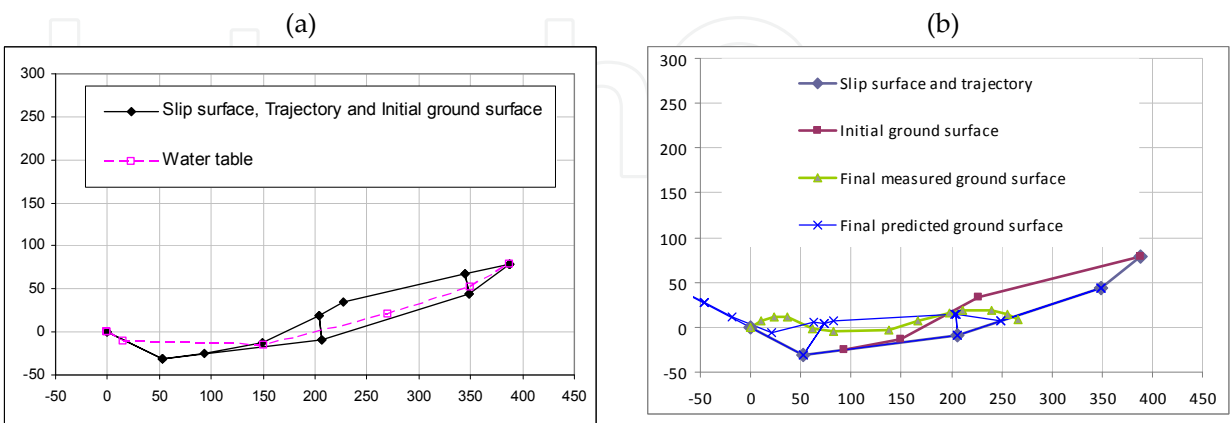 (a)
(b)
300
250
200
150
100
50
0
-50
-50 0 50 100 150 200 250 300 350 400 450
Slip surface, Trajectory and Initial ground surface
Water table
300
250
200
150
100
50
0
-50
-50 0 50 100 150 200 250 300 350 400 450
Slip surface and trajectory
Initial ground surface
Final measured ground surface
Final predicted ground surface